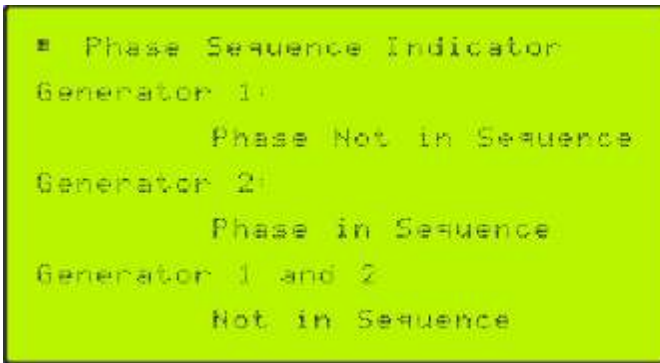 * Phase Sequence Indicator
Generator 1:
Phase Not in Sequence
Generator 2:
Phase in Sequence
Generator 1 and 2
Not in Sequence